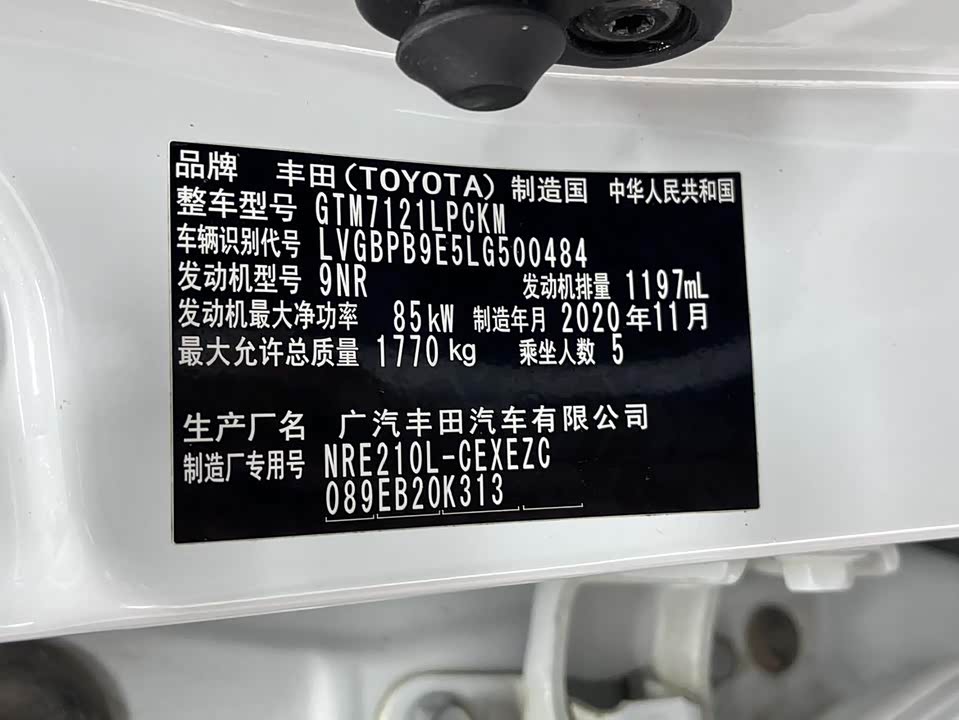 品牌 丰田(TOYOTA) 制造国 中华人民共和国
整车型号 GTM7121LPCKM
车辆识别代号 LVGBPB9E5LG500484
发动机型号 9NR 发动机排量 1197mL
发动机最大净功率 85kW 制造年月 2020年11月
最大允许总质量 1770kg 乘坐人数 5
生产厂名 广汽丰田汽车有限公司
制造厂专用号 NRE210L-CEXEZC
089EB20K313